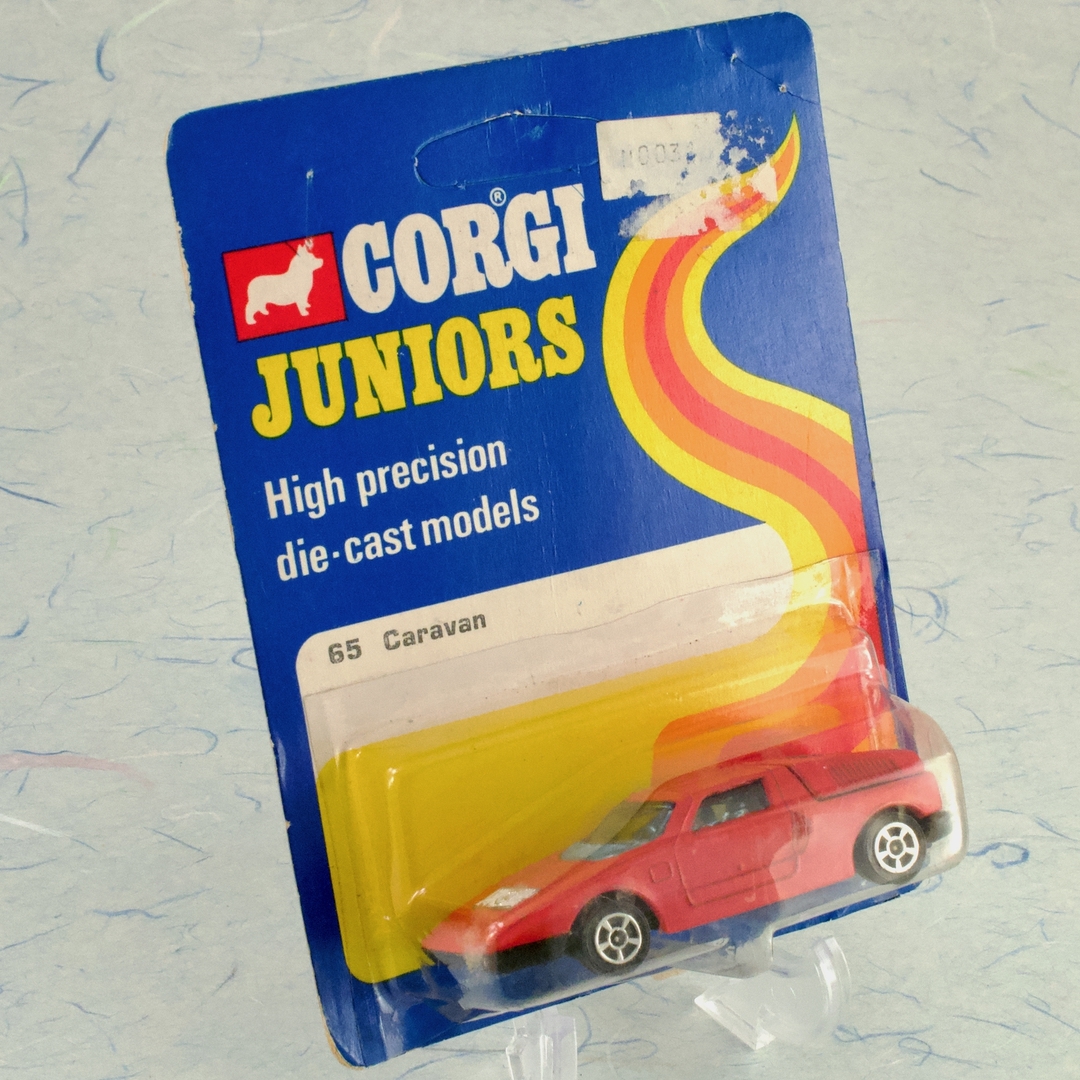 CORGI®
JUNIORS
High precision
die-cast models
65 Caravan